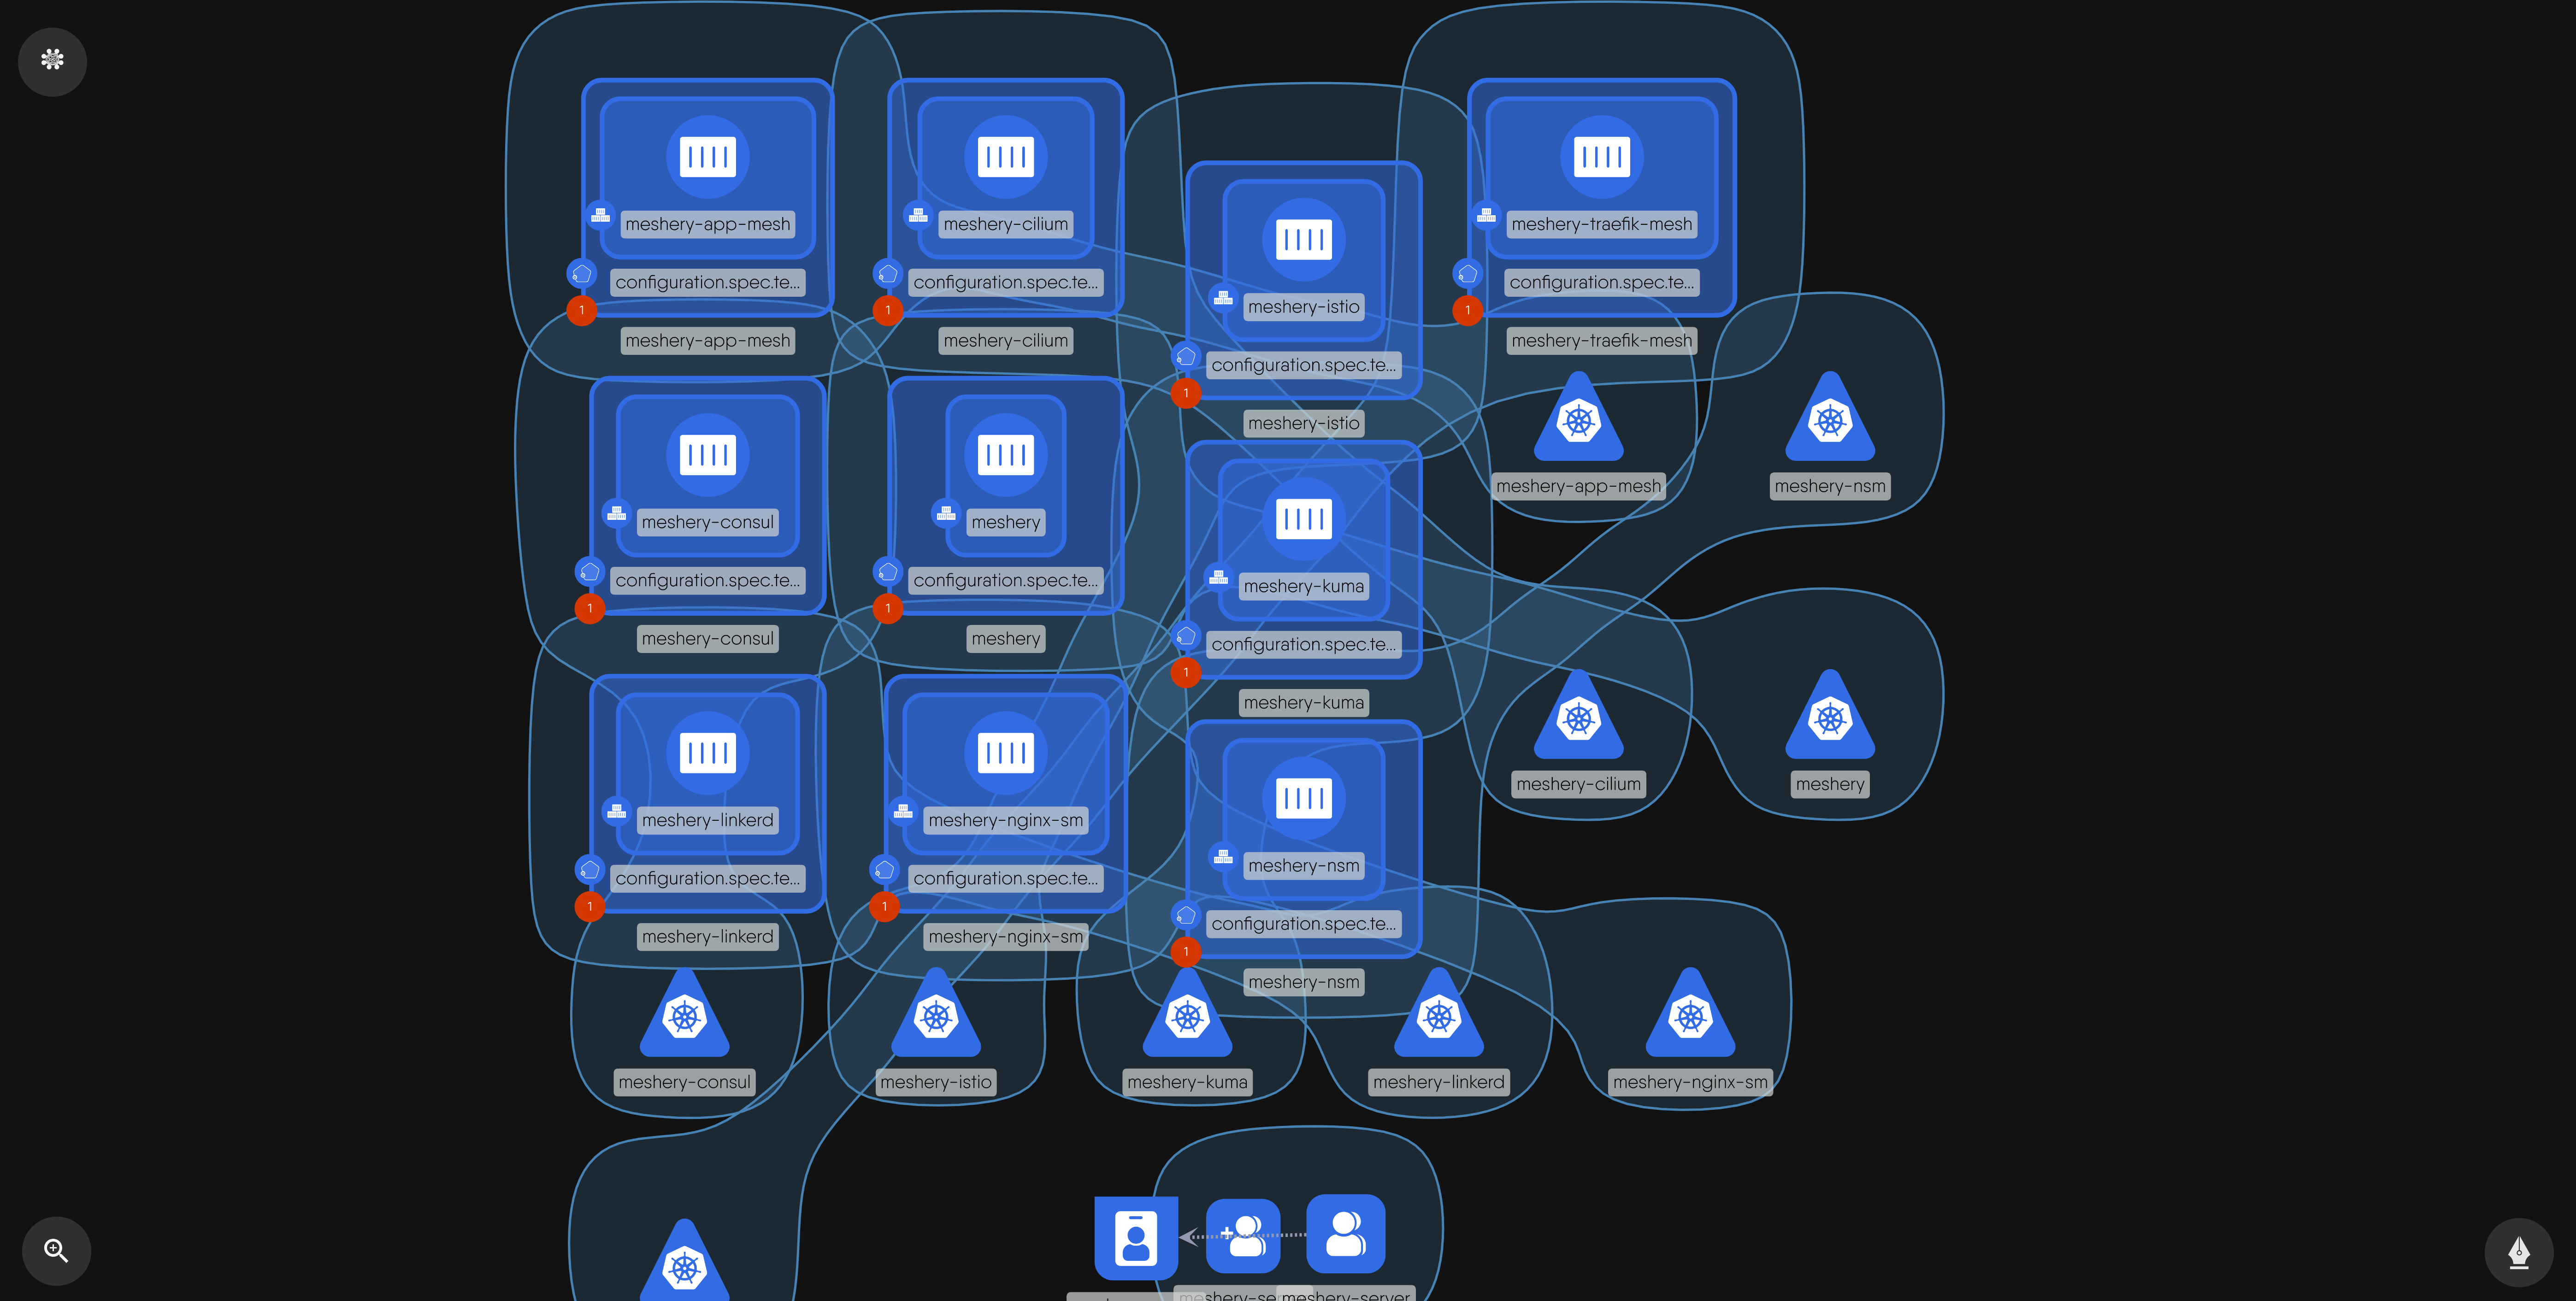 meshery-app-mesh
configuration.spec.te...
1
meshery-app-mesh
meshery-cilium
configuration.spec.te...
1
meshery-cilium
meshery-istio
configuration.spec.te...
1
meshery-istio
meshery-traefik-mesh
configuration.spec.te...
1
meshery-traefik-mesh
meshery-consul
configuration.spec.te...
1
meshery-consul
meshery
configuration.spec.te...
1
meshery
meshery-kuma
configuration.spec.te...
1
meshery-kuma
meshery-app-mesh
meshery-nsm
meshery-linkerd
configuration.spec.te...
1
meshery-linkerd
meshery-nginx-sm
configuration.spec.te...
1
meshery-nginx-sm
meshery-nsm
configuration.spec.te...
1
meshery-nsm
meshery-cilium
meshery
meshery-consul
meshery-istio
meshery-kuma
meshery-linkerd
meshery-nginx-sm
meshery-server